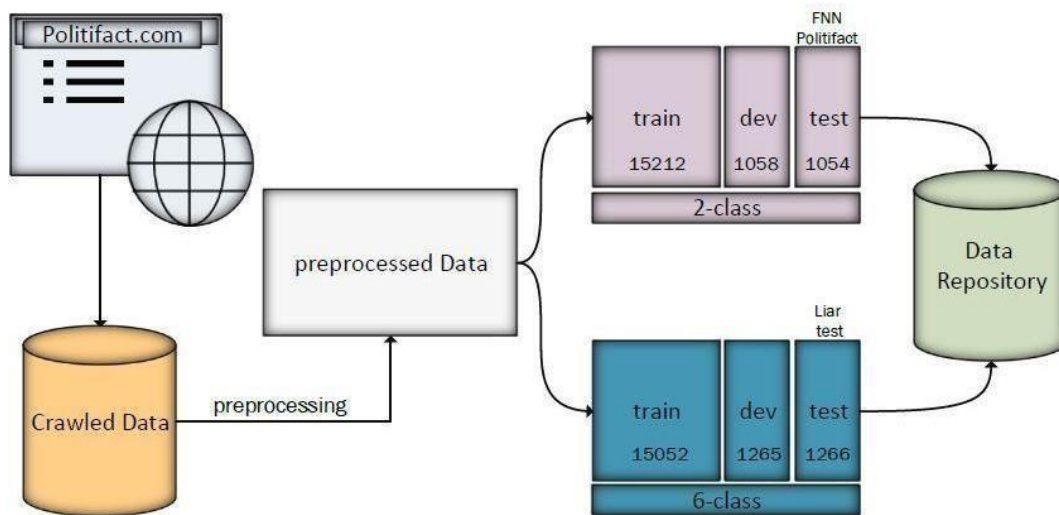 Politifact.com
Crawled Data
preprocessing
preprocessed Data
FNN
Politifact
train
dev
test
15212
1058
1054
2-class
Liar
test
train
dev
test
15052
1265
1266
6-class
Data
Repository